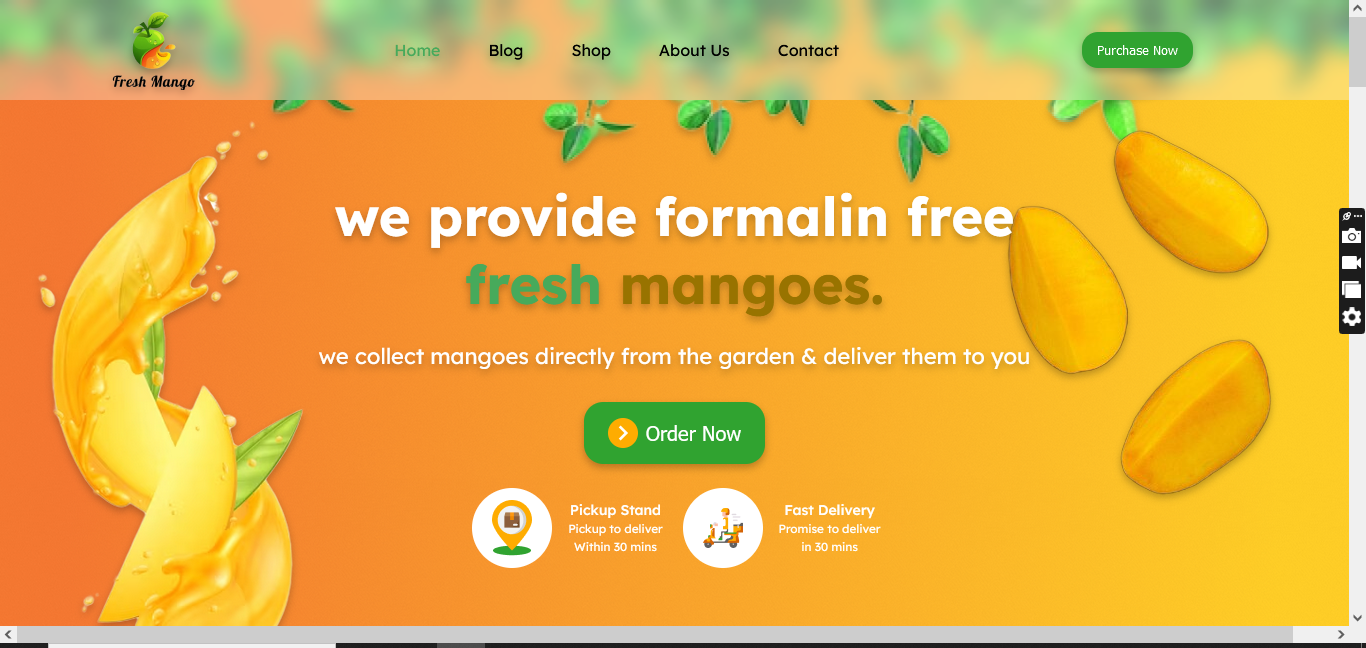 Fresh Mango
Home
Blog
Shop
About Us
Contact
Purchase Now
we provide formalin free
fresh mangoes.
we collect mangoes directly from the garden & deliver them to you
Order Now
Pickup Stand
Pickup to deliver
Within 30 mins
Fast Delivery
Promise to deliver
in 30 mins